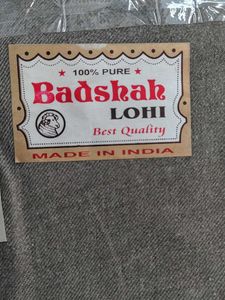 ★ 100% PURE ★
Badshah
LOHI
Best Quality
MADE IN INDIA